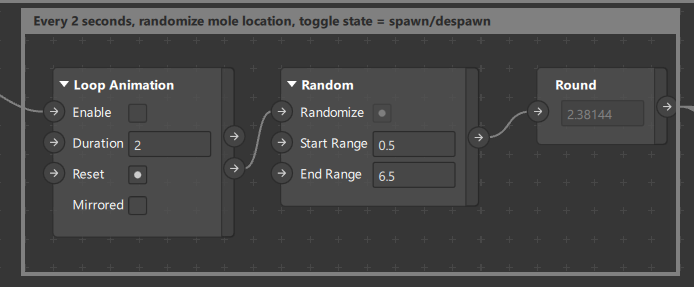 Every 2 seconds, randomize mole location, toggle state = spawn/despawn
Loop Animation
Enable
Duration 2
Reset
Mirrored
Random
Randomize
Start Range 0.5
End Range 6.5
Round
2.38144